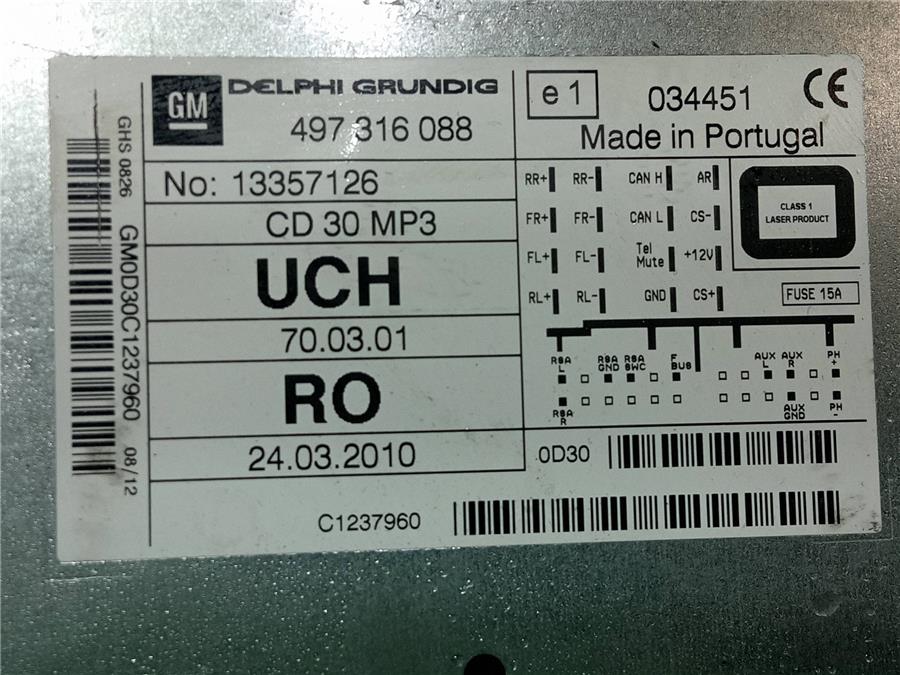 GM DELPHI GRUNDIG
497 316 088
e1
034451
CE
Made in Portugal
No: 13357126
CD 30 MP3
UCH
70.03.01
RO
24.03.2010
RR+ RR- CAN H AR
FR+ FR- CAN L CS-
FL+ FL- Tel Mute +12V
RL+ RL- GND CS+
CLASS 1
LASER PRODUCT
FUSE 15A
RSA L
RSA GND
RSA SWC
F BUS
AUX L
AUX R
PH +
RSA R
AUX GND
PH -
0D30
C1237960
GHS 0826 GM0D30C1237960 08/12